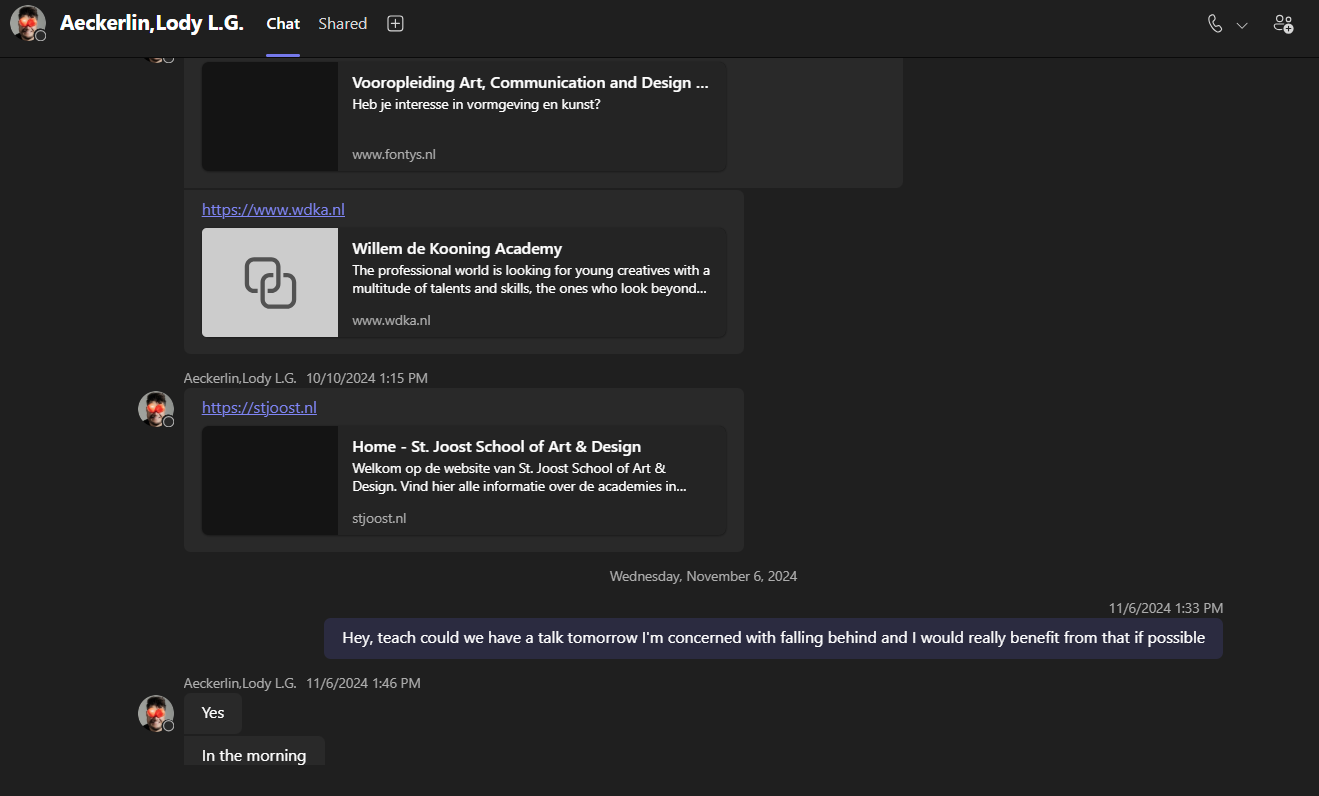 Aeckerlin,Lody L.G.
Chat
Shared
Vooropleiding Art, Communication and Design ...
Heb je interesse in vormgeving en kunst?
www.fontys.nl
https://www.wdka.nl
Willem de Kooning Academy
The professional world is looking for young creatives with a
multitude of talents and skills, the ones who look beyond...
www.wdka.nl
Aeckerlin,Lody L.G. 10/10/2024 1:15 PM
https://stjoost.nl
Home - St. Joost School of Art & Design
Welkom op de website van St. Joost School of Art &
Design. Vind hier alle informatie over de academies in...
stjoost.nl
Wednesday, November 6, 2024
11/6/2024 1:33 PM
Hey, teach could we have a talk tomorrow I'm concerned with falling behind and I would really benefit from that if possible
Aeckerlin,Lody L.G. 11/6/2024 1:46 PM
Yes
In the morning